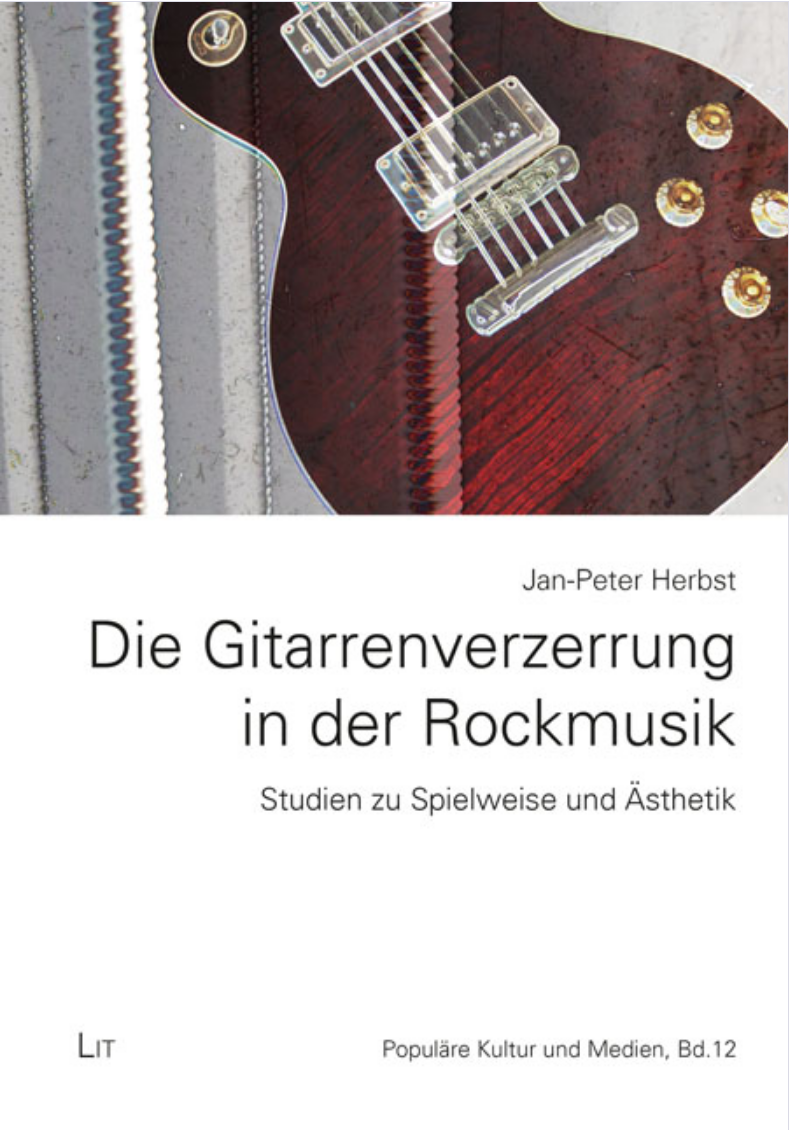 Jan-Peter Herbst
Die Gitarrenverzerrung
in der Rockmusik
Studien zu Spielweise und Ästhetik
LIT
Populäre Kultur und Medien, Bd.12